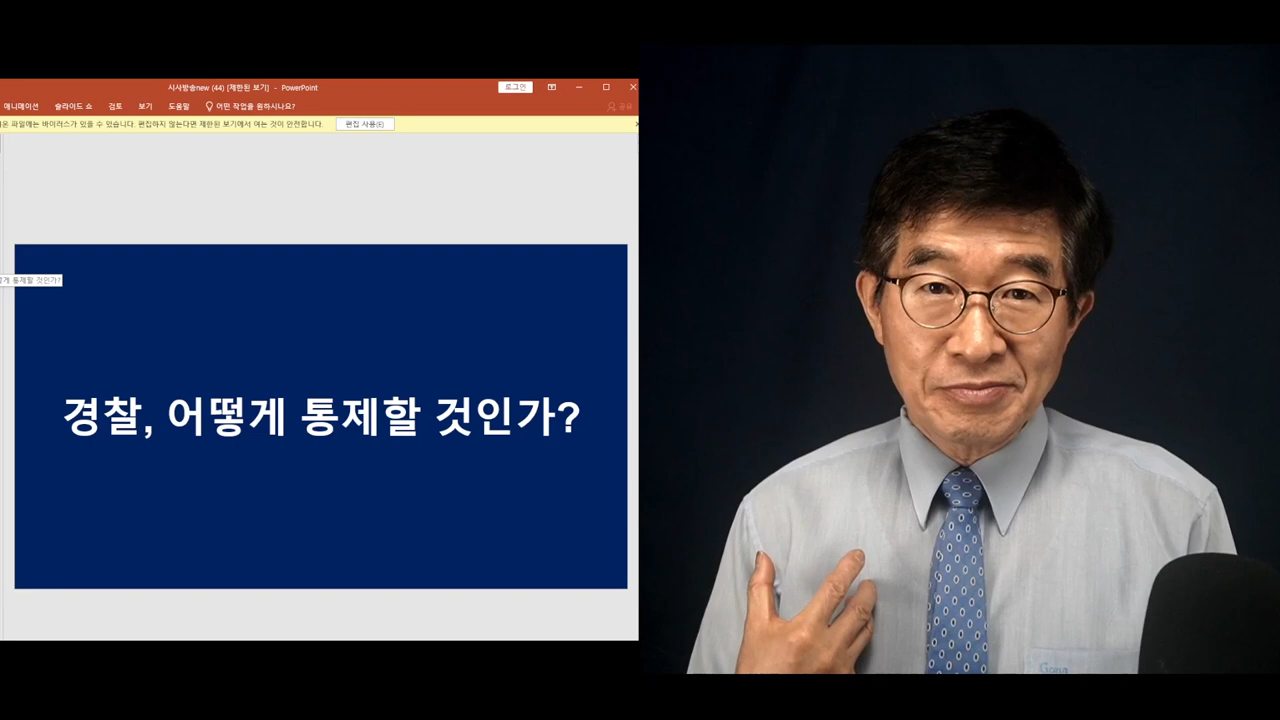 시사방송new (44) [제한된 보기] - PowerPoint
로그인
애니메이션 슬라이드 쇼 검토 보기 도움말 어떤 작업을 원하시나요? 공유
파일에는 바이러스가 있을 수 있습니다. 편집하지 않는다면 제한된 보기에서 여는 것이 안전합니다. 편집 사용(E)
통제할 것인가?
경찰, 어떻게 통제할 것인가?
Gong